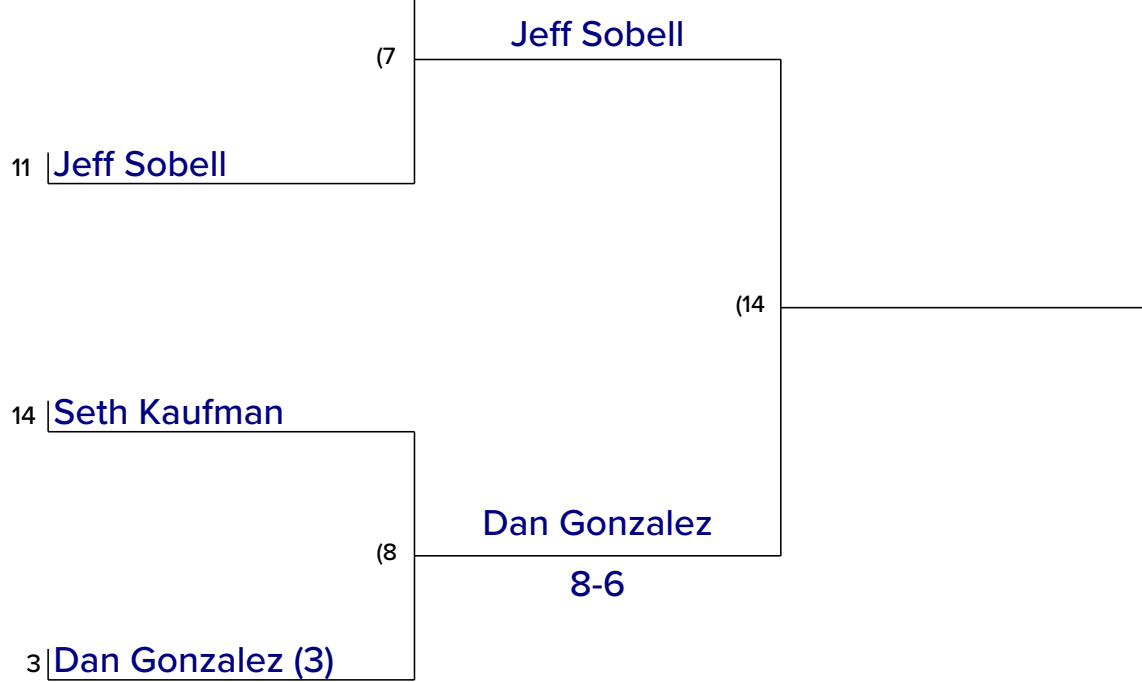 Jeff Sobell
(7
11 Jeff Sobell
(14
14 Seth Kaufman
Dan Gonzalez
(8
8-6
3 Dan Gonzalez (3)